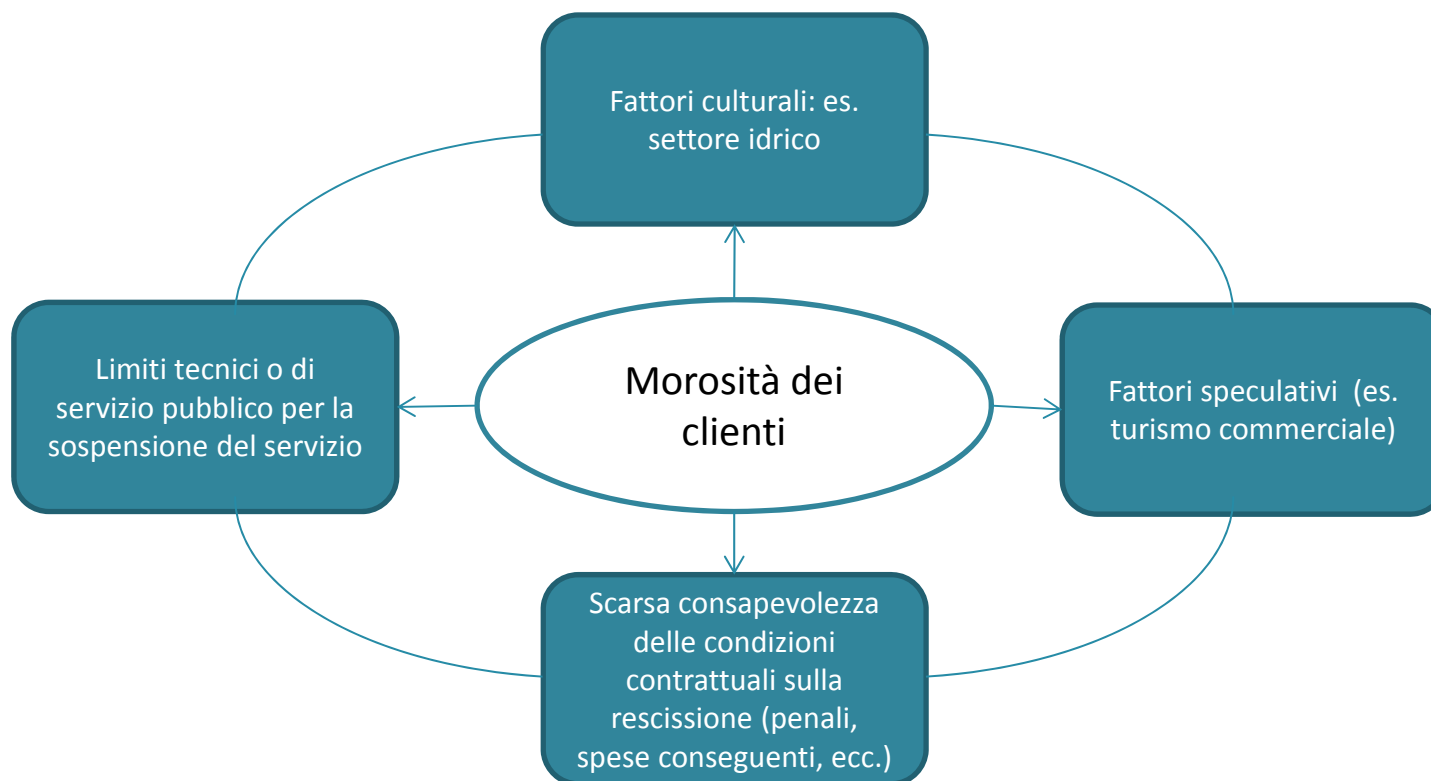 Fattori culturali: es.
settore idrico
Limiti tecnici o di
servizio pubblico per la
sospensione del servizio
Morosità dei
clienti
Fattori speculativi  (es.
turismo commerciale)
Scarsa consapevolezza
delle condizioni
contrattuali sulla
rescissione (penali,
spese conseguenti, ecc.)